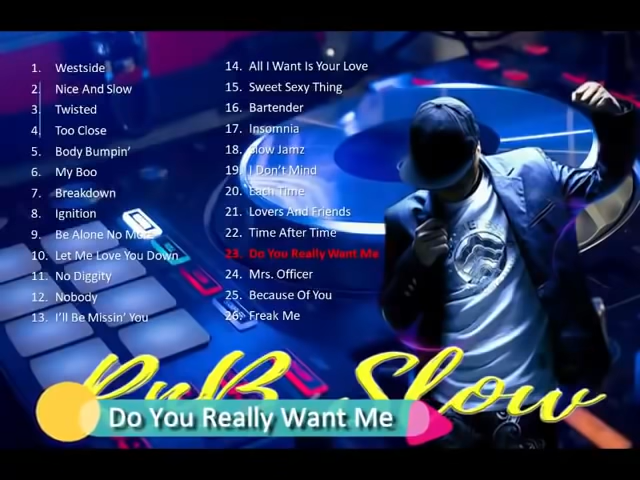 1. Westside
2. Nice And Slow
3. Twisted
4. Too Close
5. Body Bumpin'
6. My Boo
7. Breakdown
8. Ignition
9. Be Alone No More
10. Let Me Love You Down
11. No Diggity
12. Nobody
13. I'll Be Missin' You
14. All I Want Is Your Love
15. Sweet Sexy Thing
16. Bartender
17. Insomnia
18. Slow Jamz
19. I Don't Mind
20. Each Time
21. Lovers And Friends
22. Time After Time
23. Do You Really Want Me
24. Mrs. Officer
25. Because Of You
26. Freak Me
RnB Slow
Do You Really Want Me